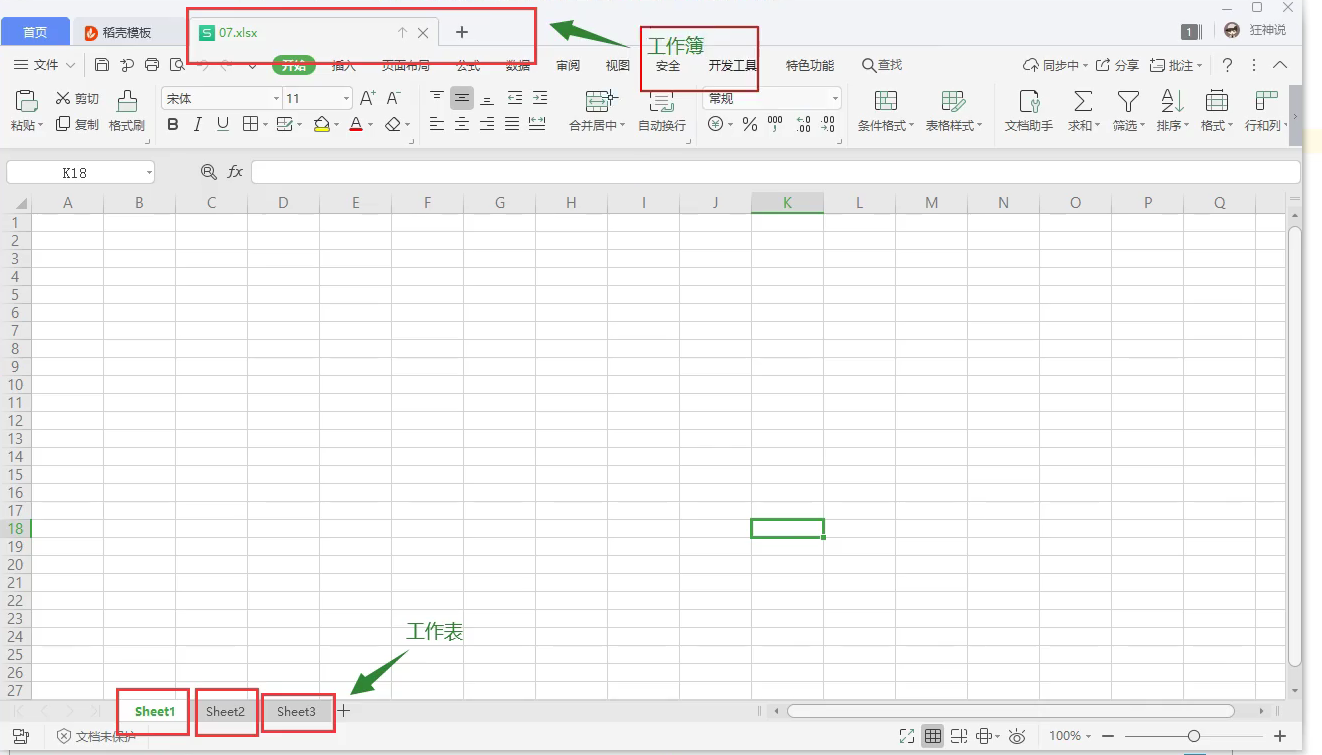 首页 稻壳模板 07.xlsx 1 狂神说
工作簿
文件 开始 插入 页面布局 公式 数据 审阅 视图 安全 开发工具 特色功能 查找 同步中 分享 批注
剪切 宋体 11 A+ A- 常规
粘贴 复制 格式刷 B I U A 合并居中 自动换行 % 000 条件格式 表格样式 文档助手 求和 筛选 排序 格式 行和列
K18 fx
A B C D E F G H I J K L M N O P Q
1
2
3
4
5
6
7
8
9
10
11
12
13
14
15
16
17
18
19
20
21
22
23
工作表
24
25
26
27
Sheet1 Sheet2 Sheet3
文档未保护 100%